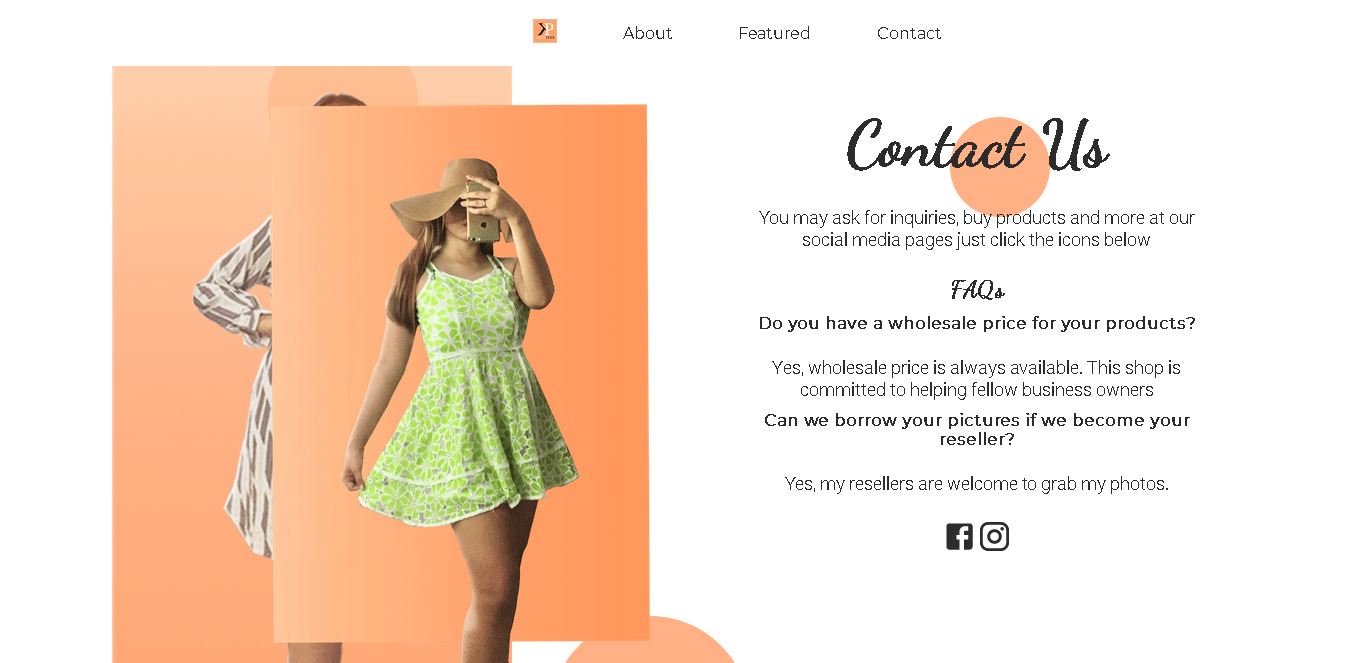 KP
About
Featured
Contact
Contact Us
You may ask for inquiries, buy products and more at our
social media pages just click the icons below
FAQs
Do you have a wholesale price for your products?
Yes, wholesale price is always available. This shop is
committed to helping fellow business owners
Can we borrow your pictures if we become your
reseller?
Yes, my resellers are welcome to grab my photos.